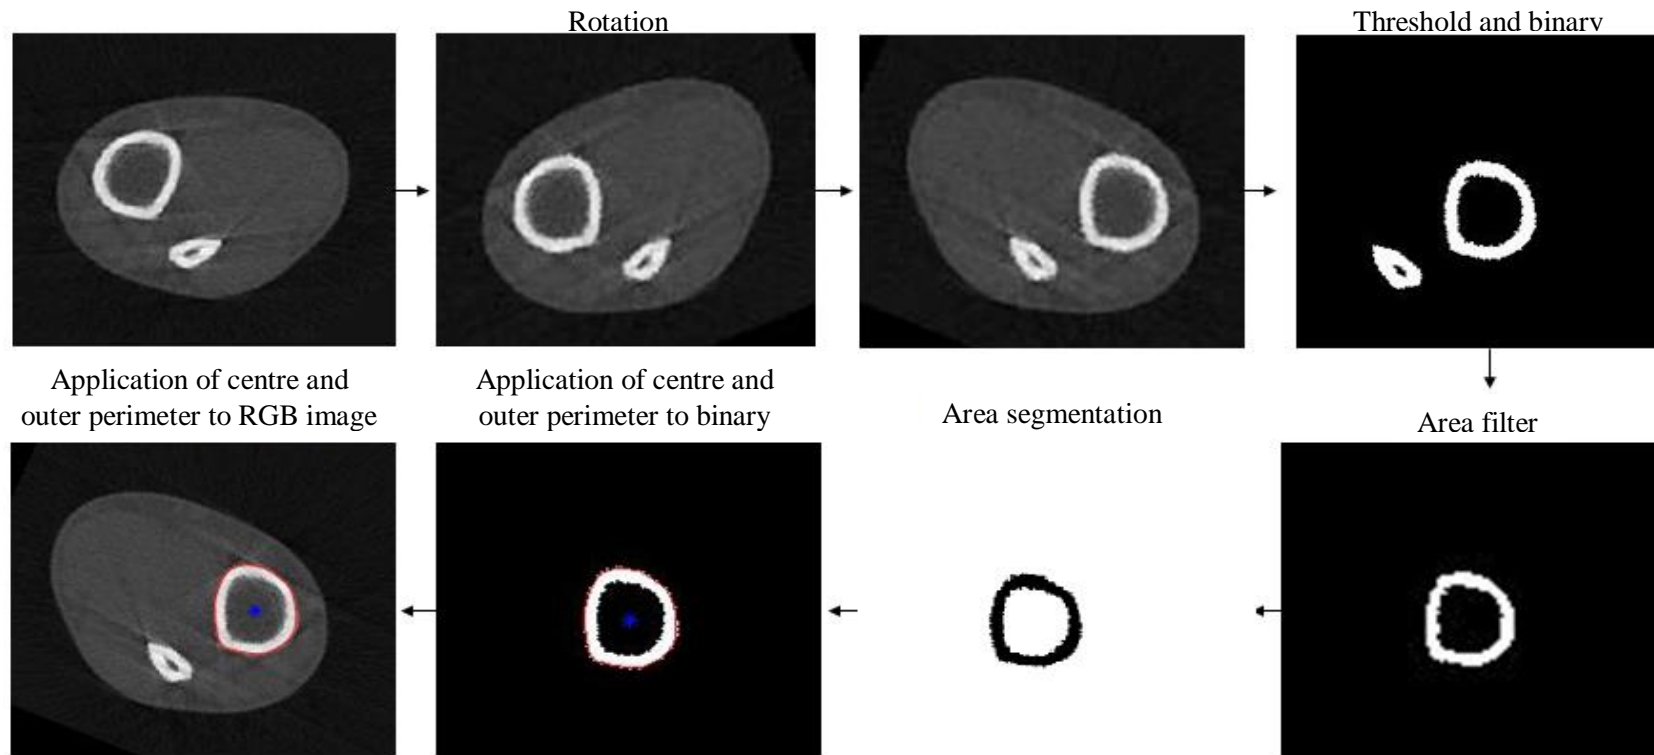 Rotation
Threshold and binary
Application of centre and
outer perimeter to RGB image
Application of centre and
outer perimeter to binary
Area segmentation
Area filter